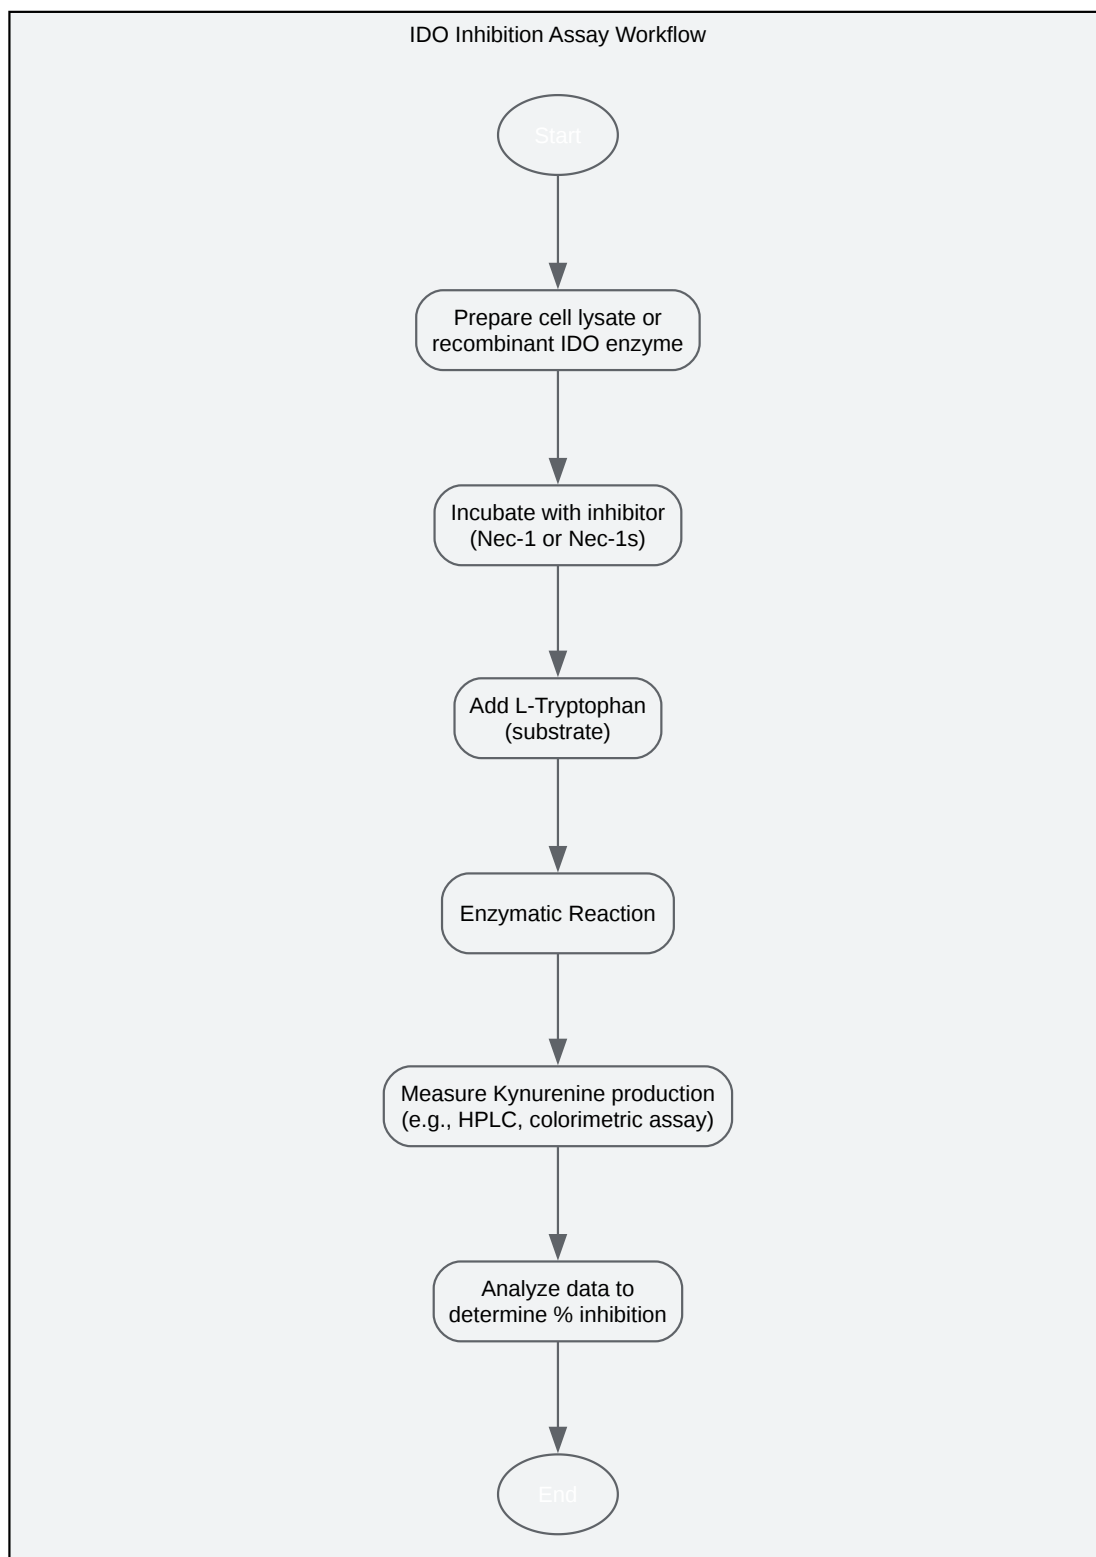 IDO Inhibition Assay Workflow
Start
Prepare cell lysate or
recombinant IDO enzyme
Incubate with inhibitor
(Nec-1 or Nec-1s)
Add L-Tryptophan
(substrate)
Enzymatic Reaction
Measure Kynurenine production
(e.g., HPLC, colorimetric assay)
Analyze data to
determine % inhibition
End